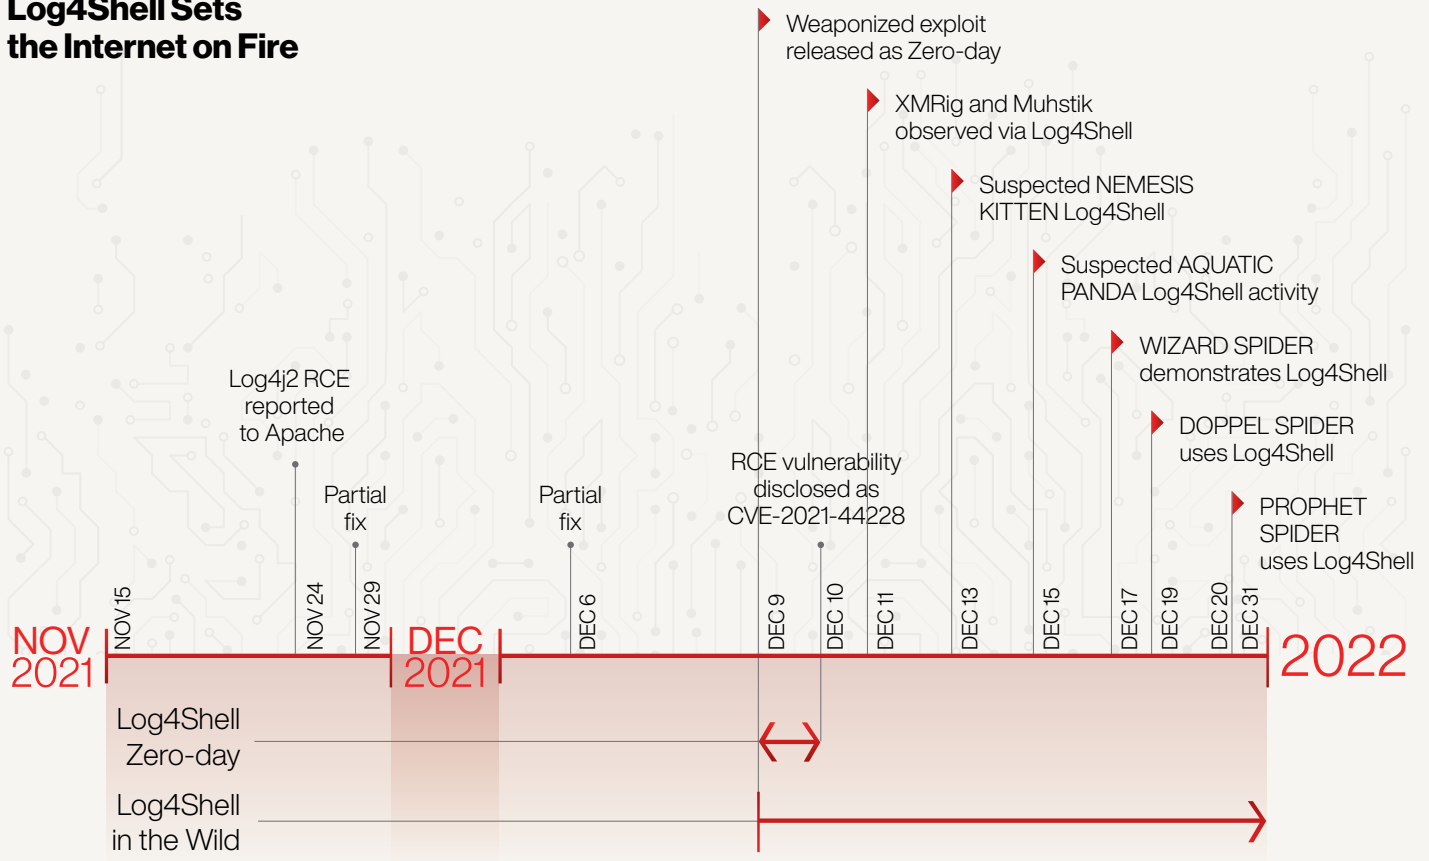 Log4Shell Sets
the Internet on Fire
Weaponized exploit
released as Zero-day
XMRig and Muhstik
observed via Log4Shell
Suspected NEMESIS
KITTEN Log4Shell
Suspected AQUATIC
PANDA Log4Shell activity
WIZARD SPIDER
demonstrates Log4Shell
DOPPEL SPIDER
uses Log4Shell
PROPHET
SPIDER
uses Log4Shell
Log4j2 RCE
reported
to Apache
Partial
fix
Partial
fix
RCE vulnerability
disclosed as
CVE-2021-44228
NOV
2021
NOV 15
NOV 24
NOV 29
DEC
2021
DEC 6
DEC 9
DEC 10
DEC 11
DEC 13
DEC 15
DEC 17
DEC 19
DEC 20
DEC 31
2022
Log4Shell
Zero-day
Log4Shell
in the Wild